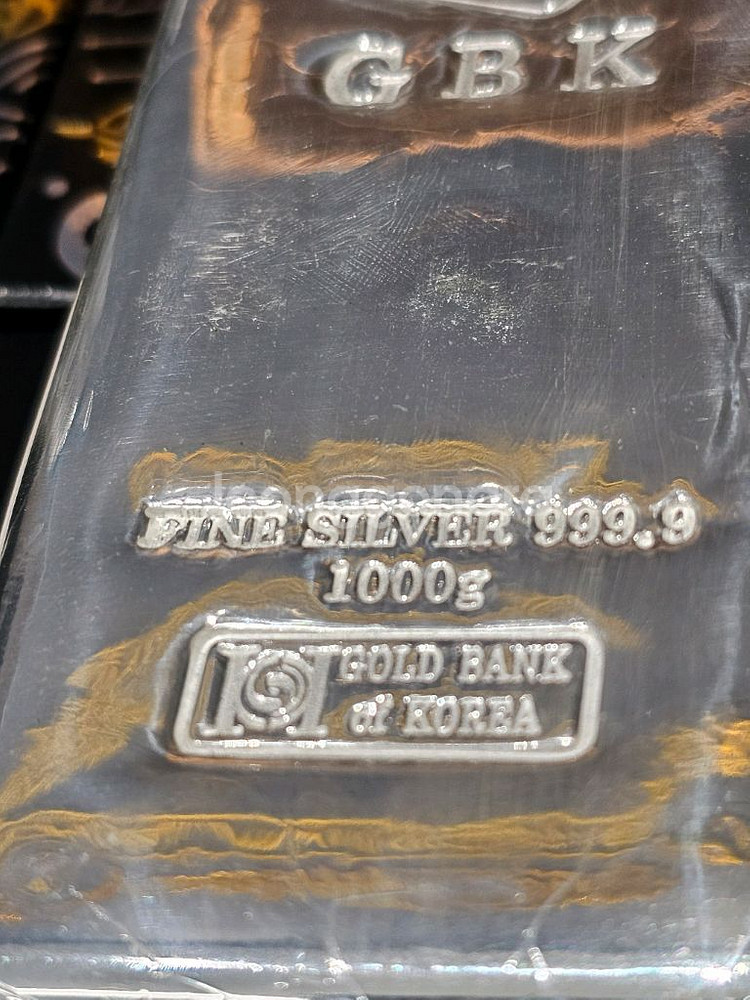 GBK
FINE SILVER 999.9
1000g
GOLD BANK
of KOREA